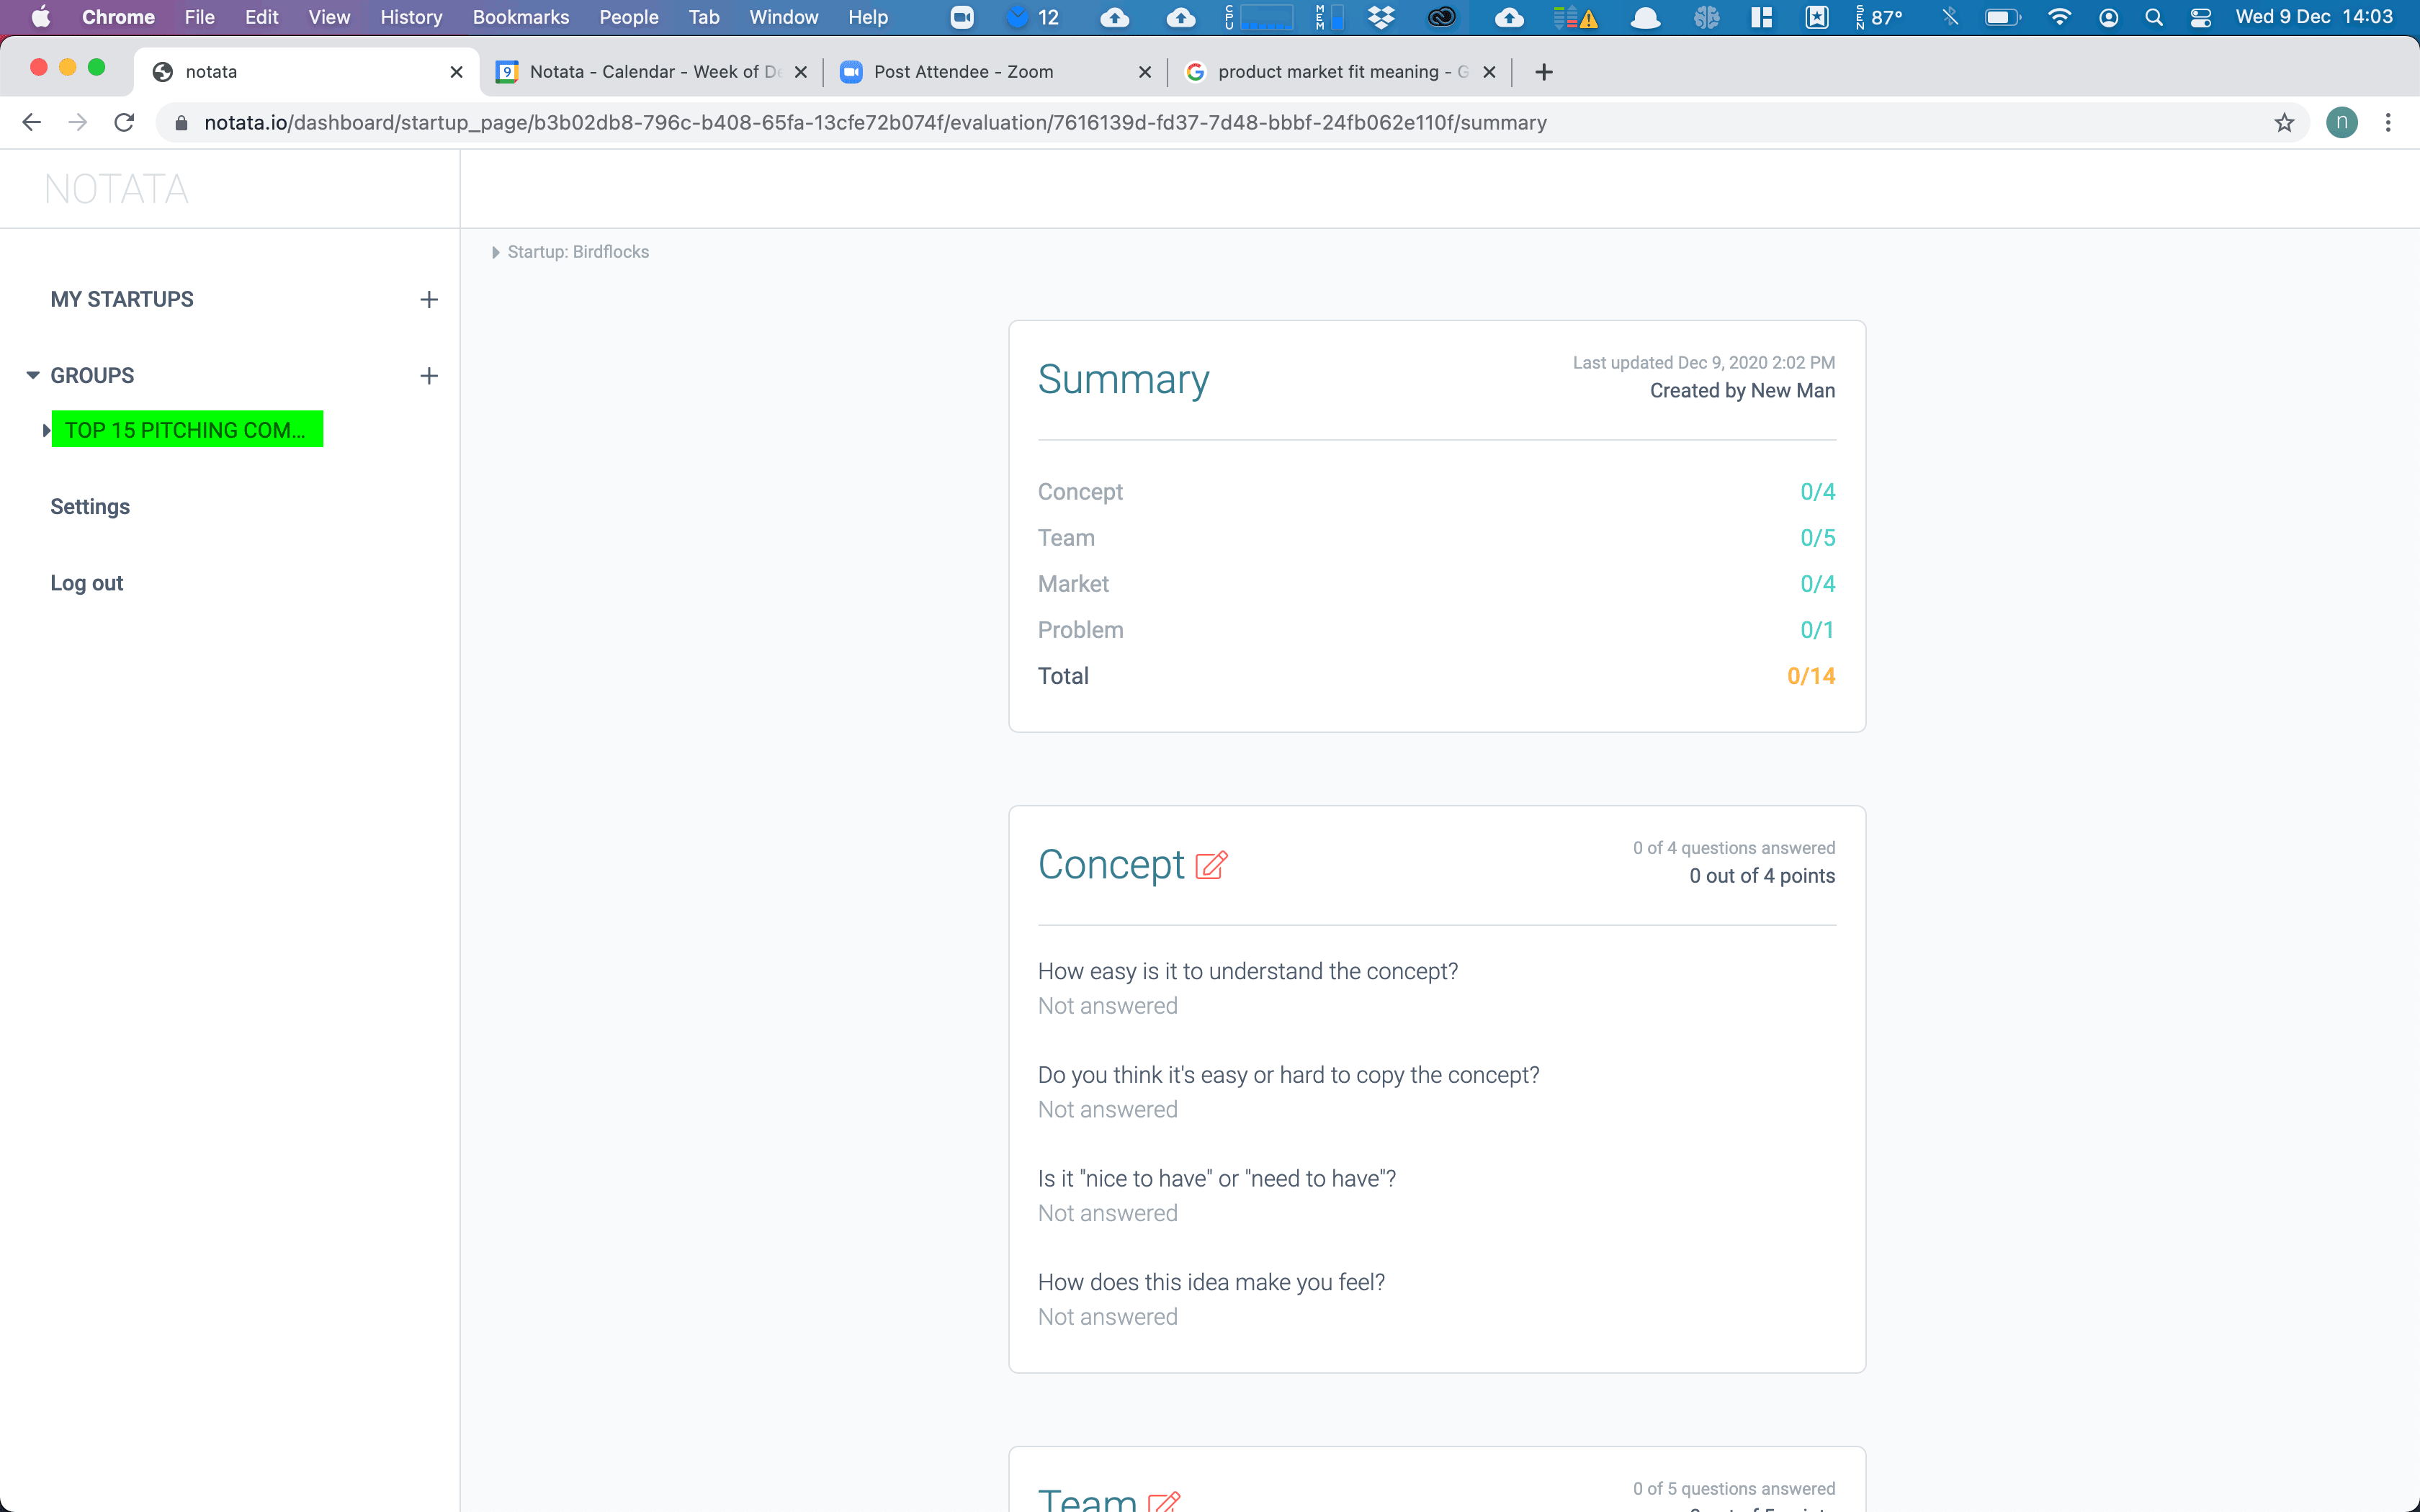 Chrome File Edit View History Bookmarks People Tab Window Help 12 CPU MEM SEN 87° Wed 9 Dec 14:03
notata
9 Notata - Calendar - Week of De
Post Attendee - Zoom
product market fit meaning - G
notata.io/dashboard/startup_page/b3b02db8-796c-b408-65fa-13cfe72b074f/evaluation/7616139d-fd37-7d48-bbbf-24fb062e110f/summary
n
NOTATA
MY STARTUPS
GROUPS
TOP 15 PITCHING COM...
Settings
Log out
Startup: Birdflocks
Summary
Last updated Dec 9, 2020 2:02 PM
Created by New Man
Concept 0/4
Team 0/5
Market 0/4
Problem 0/1
Total 0/14
Concept
0 of 4 questions answered
0 out of 4 points
How easy is it to understand the concept?
Not answered
Do you think it's easy or hard to copy the concept?
Not answered
Is it "nice to have" or "need to have"?
Not answered
How does this idea make you feel?
Not answered
Team
0 of 5 questions answered